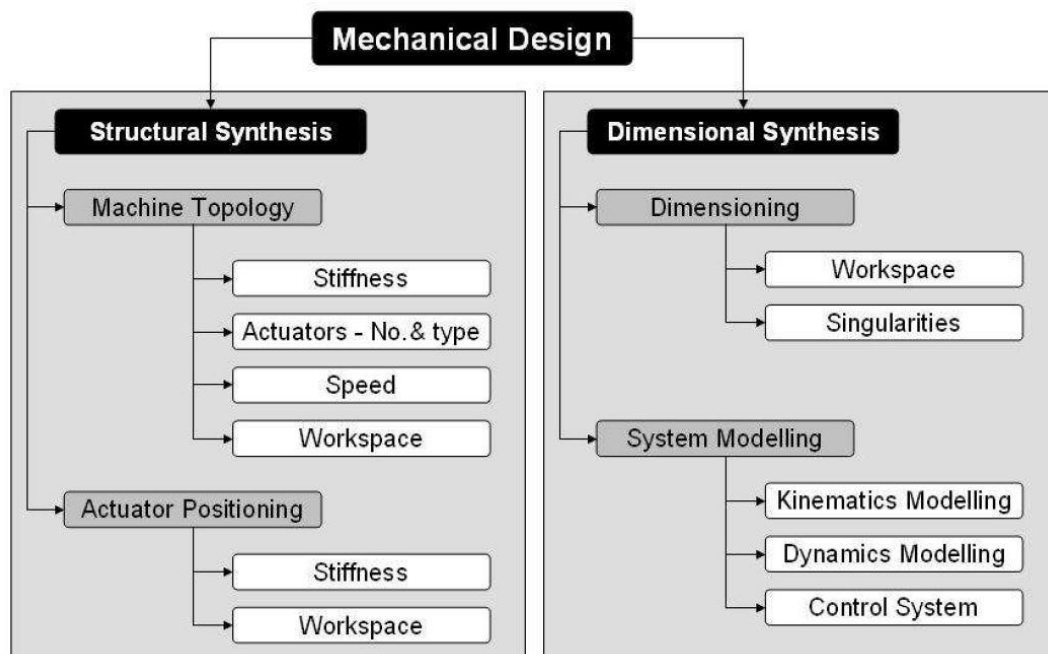 Mechanical Design
Structural Synthesis
Machine Topology
Stiffness
Actuators - No.& type
Speed
Workspace
Actuator Positioning
Stiffness
Workspace
Dimensional Synthesis
Dimensioning
Workspace
Singularities
System Modelling
Kinematics Modelling
Dynamics Modelling
Control System